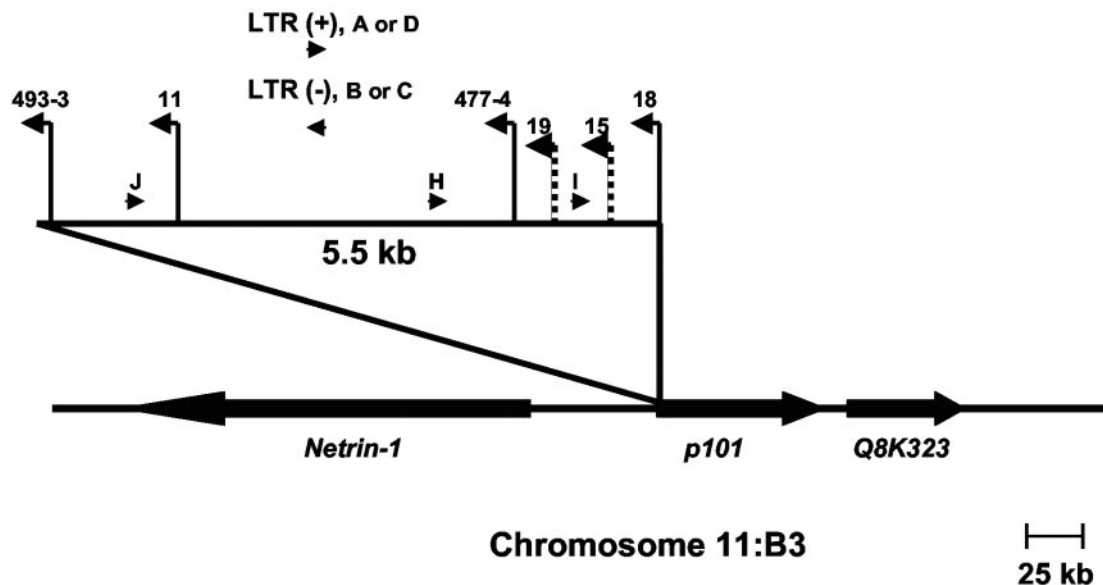 LTR (+), A or D
LTR (-), B or C
493-3
11
477-4
19
15
18
J
H
I
5.5 kb
Netrin-1
p101
Q8K323
Chromosome 11:B3
25 kb